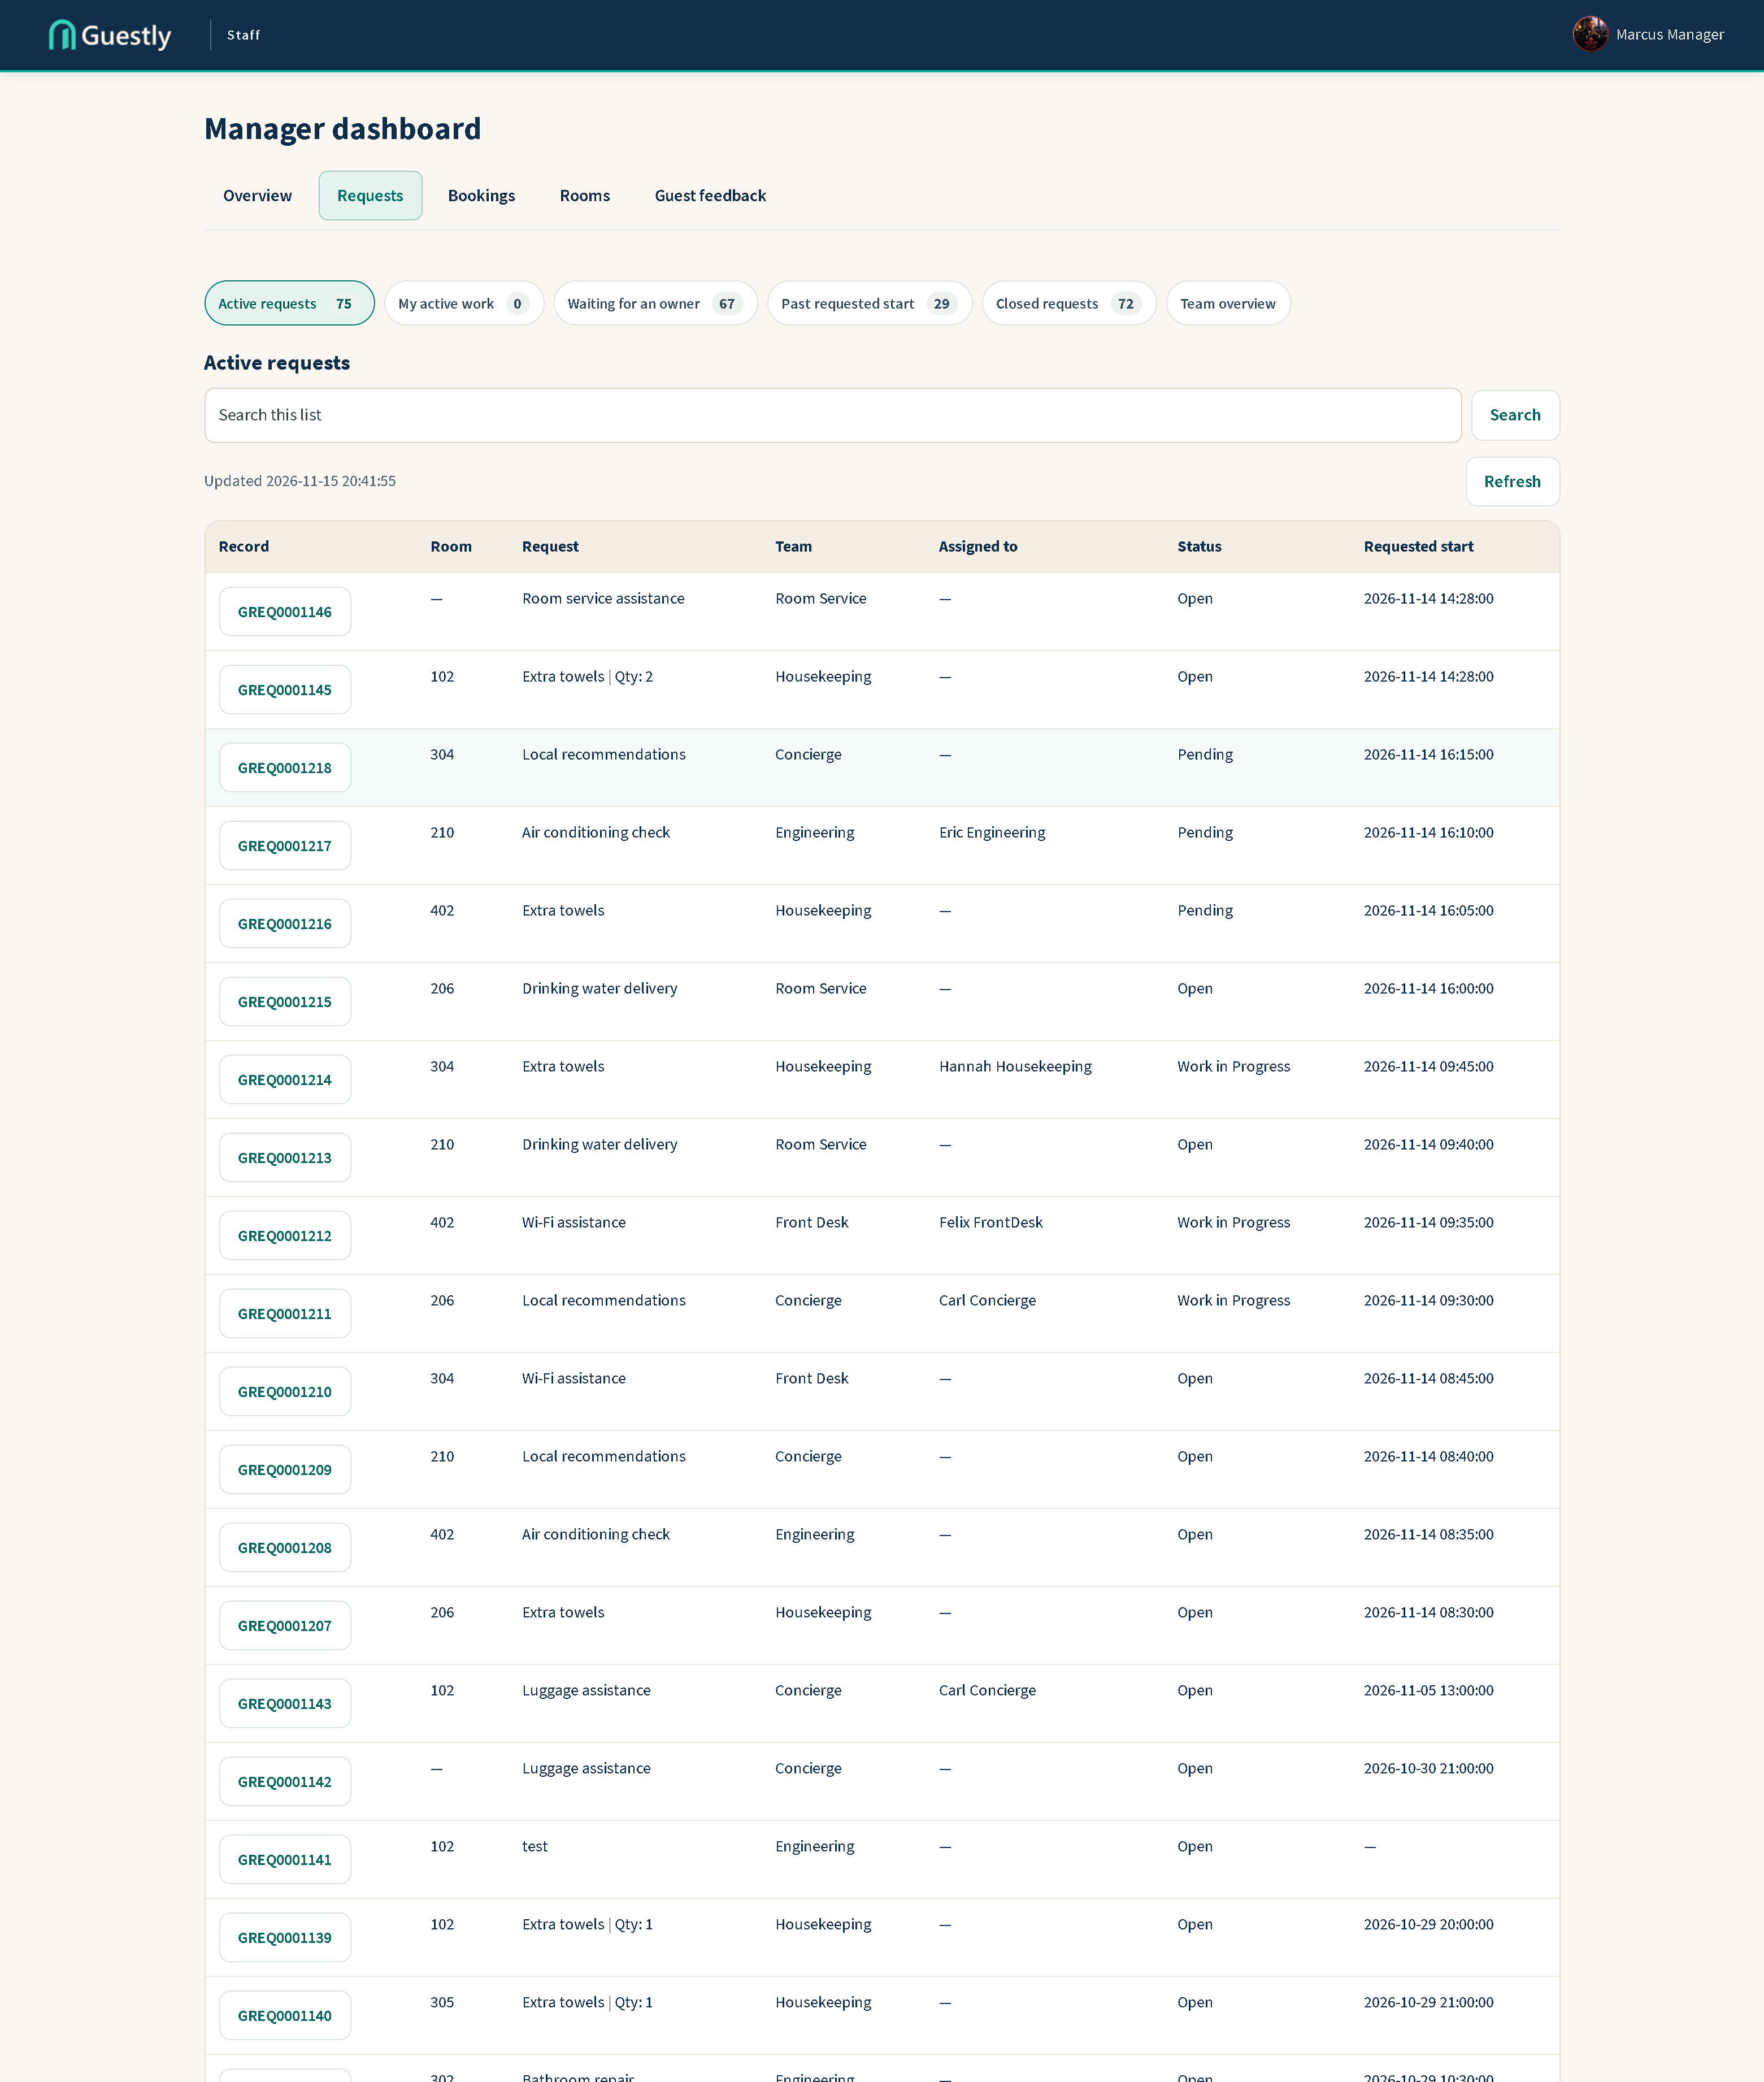 Guestly
Staff
Marcus Manager
Manager dashboard
Overview Requests Bookings Rooms Guest feedback
Active requests 75 My active work 0 Waiting for an owner 67 Past requested start 29 Closed requests 72 Team overview
Active requests
Search this list Search
Updated 2026-11-15 20:41:55 Refresh
Record Room Request Team Assigned to Status Requested start
GREQ0001146 — Room service assistance Room Service — Open 2026-11-14 14:28:00
GREQ0001145 102 Extra towels | Qty: 2 Housekeeping — Open 2026-11-14 14:28:00
GREQ0001218 304 Local recommendations Concierge — Pending 2026-11-14 16:15:00
GREQ0001217 210 Air conditioning check Engineering Eric Engineering Pending 2026-11-14 16:10:00
GREQ0001216 402 Extra towels Housekeeping — Pending 2026-11-14 16:05:00
GREQ0001215 206 Drinking water delivery Room Service — Open 2026-11-14 16:00:00
GREQ0001214 304 Extra towels Housekeeping Hannah Housekeeping Work in Progress 2026-11-14 09:45:00
GREQ0001213 210 Drinking water delivery Room Service — Open 2026-11-14 09:40:00
GREQ0001212 402 Wi-Fi assistance Front Desk Felix FrontDesk Work in Progress 2026-11-14 09:35:00
GREQ0001211 206 Local recommendations Concierge Carl Concierge Work in Progress 2026-11-14 09:30:00
GREQ0001210 304 Wi-Fi assistance Front Desk — Open 2026-11-14 08:45:00
GREQ0001209 210 Local recommendations Concierge — Open 2026-11-14 08:40:00
GREQ0001208 402 Air conditioning check Engineering — Open 2026-11-14 08:35:00
GREQ0001207 206 Extra towels Housekeeping — Open 2026-11-14 08:30:00
GREQ0001143 102 Luggage assistance Concierge Carl Concierge Open 2026-11-05 13:00:00
GREQ0001142 — Luggage assistance Concierge — Open 2026-10-30 21:00:00
GREQ0001141 102 test Engineering — Open —
GREQ0001139 102 Extra towels | Qty: 1 Housekeeping — Open 2026-10-29 20:00:00
GREQ0001140 305 Extra towels | Qty: 1 Housekeeping — Open 2026-10-29 21:00:00
302 Bathroom repair Engineering — Open 2026-10-29 10:30:00